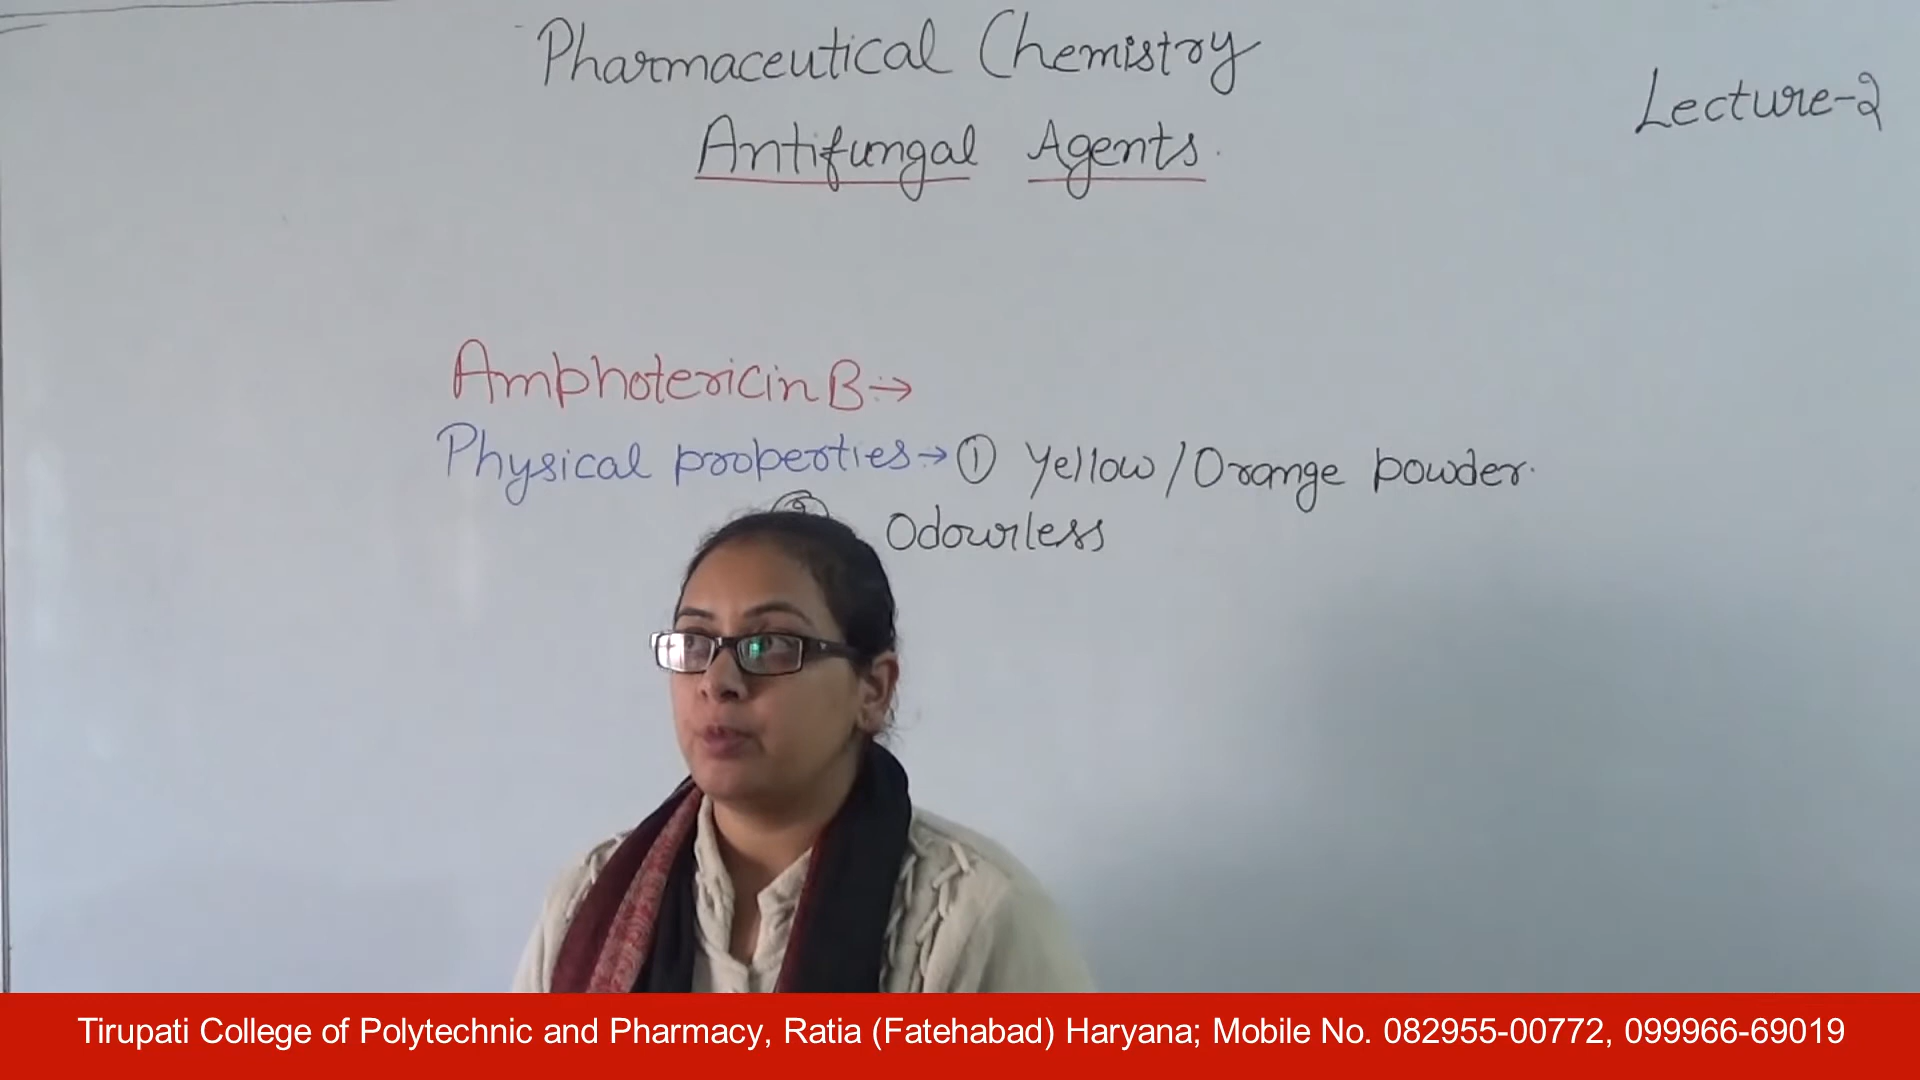 Pharmaceutical Chemistry
Lecture-2
Antifungal Agents.
Amphotericin B:→
Physical properties→ ① Yellow/Orange powder.
② Odourless
Tirupati College of Polytechnic and Pharmacy, Ratia (Fatehabad) Haryana; Mobile No. 082955-00772, 099966-69019